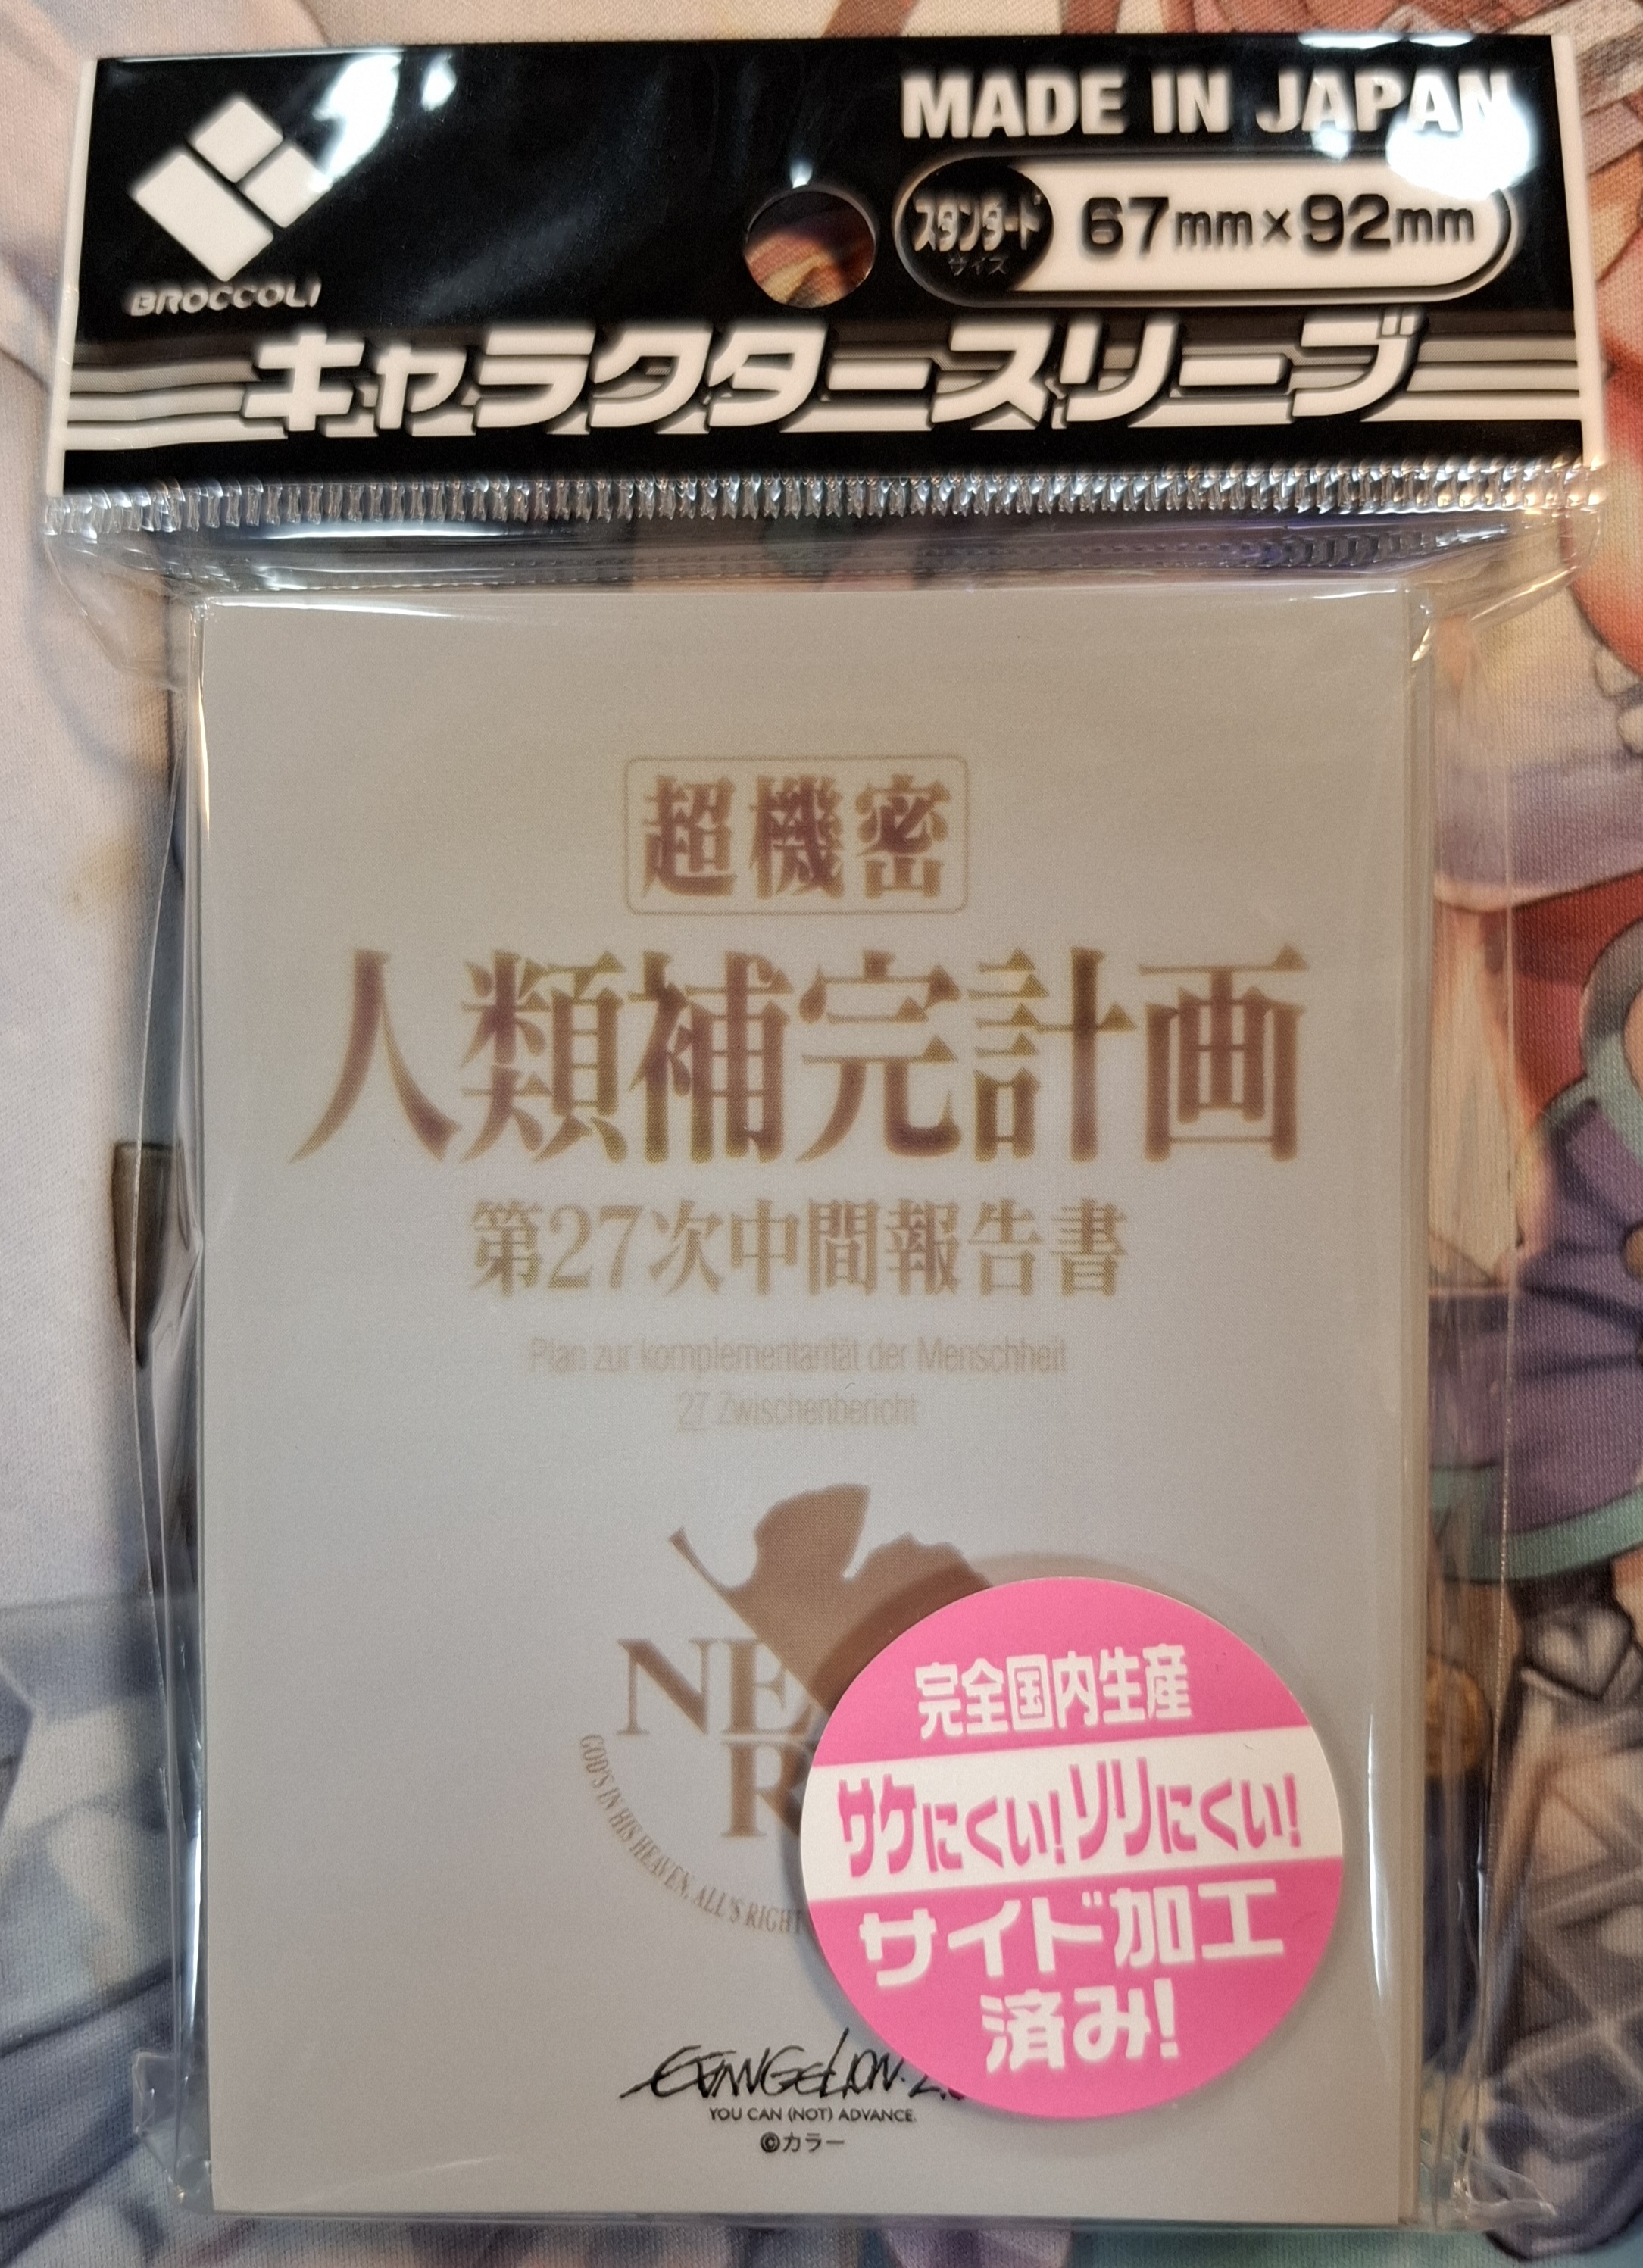 MADE IN JAPAN
スタンダード
サイズ
67mm×92mm
BROCCOLI
キャラクタースリーブ
超機密
人類補完計画
第27次中間報告書
Plan zur komplementarität der Menschheit
27 Zwischenbericht
NE
R
GOD'S IN HIS HEAVEN, ALL'S RIGHT
完全国内生産
サケにくい!ソリにくい!
サイド加工
済み!
EVANGELION:2.0
YOU CAN (NOT) ADVANCE.
©カラー